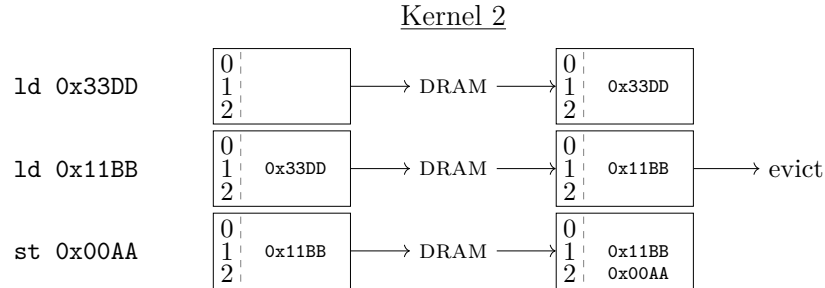 Kernel 2
0
ld 0x33DD 1 DRAM 0 1 0x33DD
2 2
0 0
ld 0x11BB 1 0x33DD DRAM 1 0x11BB evict
2 2
0 0
st 0x00AA 1 0x11BB DRAM 1 0x11BB
2 2 0x00AA